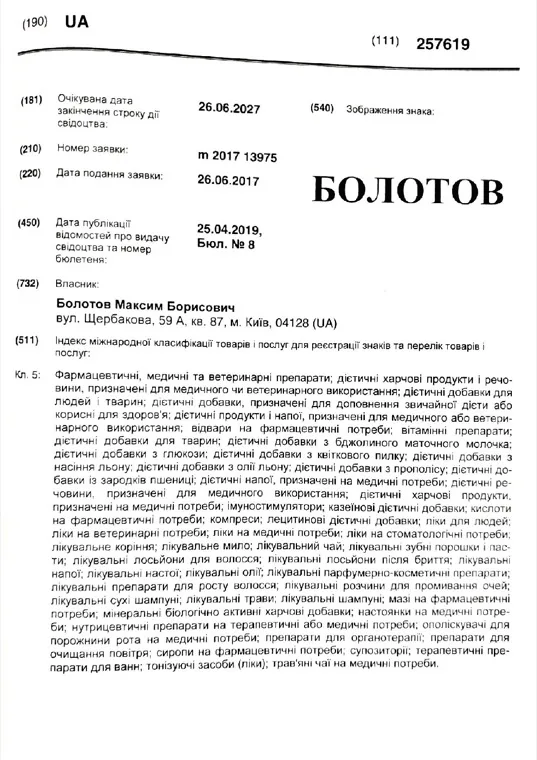 (190) UA
(111) 257619
(181) Очікувана дата закінчення строку дії свідоцтва: 26.06.2027
(540) Зображення знака:
БОЛОТОВ
(210) Номер заявки: m 2017 13975
(220) Дата подання заявки: 26.06.2017
(450) Дата публікації відомостей про видачу свідоцтва та номер бюлетеня: 25.04.2019, Бюл. № 8
(732) Власник:
Болотов Максим Борисович
вул. Щербакова, 59 А, кв. 87, м. Київ, 04128 (UA)
(511) Індекс міжнародної класифікації товарів і послуг для реєстрації знаків та перелік товарів і
послуг:
Кл. 5: Фармацевтичні, медичні та ветеринарні препарати; дієтичні харчові продукти і речо-
вини, призначені для медичного чи ветеринарного використання; дієтичні добавки для
людей і тварин; дієтичні добавки, призначені для доповнення звичайної дієти або
корисні для здоров'я; дієтичні продукти і напої, призначені для медичного або ветери-
нарного використання; відвари на фармацевтичні потреби; вітамінні препарати;
дієтичні добавки для тварин; дієтичні добавки з бджолиного маточного молочка;
дієтичні добавки з глюкози; дієтичні добавки з квіткового пилку; дієтичні добавки з
насіння льону; дієтичні добавки з олії льону; дієтичні добавки з прополісу; дієтичні до-
бавки із зародків пшениці; дієтичні напої, призначені на медичні потреби; дієтичні ре-
човини, призначені для медичного використання; дієтичні харчові продукти,
призначені на медичні потреби; імуностимулятори; казеїнові дієтичні добавки; кислоти
на фармацевтичні потреби; компреси; лецитинові дієтичні добавки; ліки для людей;
ліки на ветеринарні потреби; ліки на медичні потреби; ліки на стоматологічні потреби;
лікувальне коріння; лікувальне мило; лікувальний чай; лікувальні зубні порошки і пас-
ти; лікувальні лосьйони для волосся; лікувальні лосьйони після бриття; лікувальні
напої; лікувальні настої; лікувальні олії; лікувальні парфумерно-косметичні препарати;
лікувальні препарати для росту волосся; лікувальні розчини для промивання очей;
лікувальні сухі шампуні; лікувальні трави; лікувальні шампуні; мазі на фармацевтичні
потреби; мінеральні біологічно активні харчові добавки; настоянки на медичні потре-
би; нутрицевтичні препарати на терапевтичні або медичні потреби; ополіскувачі для
порожнини рота на медичні потреби; препарати для органотерапії; препарати для
очищання повітря; сиропи на фармацевтичні потреби; супозиторії; терапевтичні пре-
парати для ванн; тонізуючі засоби (ліки); трав'яні чаї на медичні потреби.